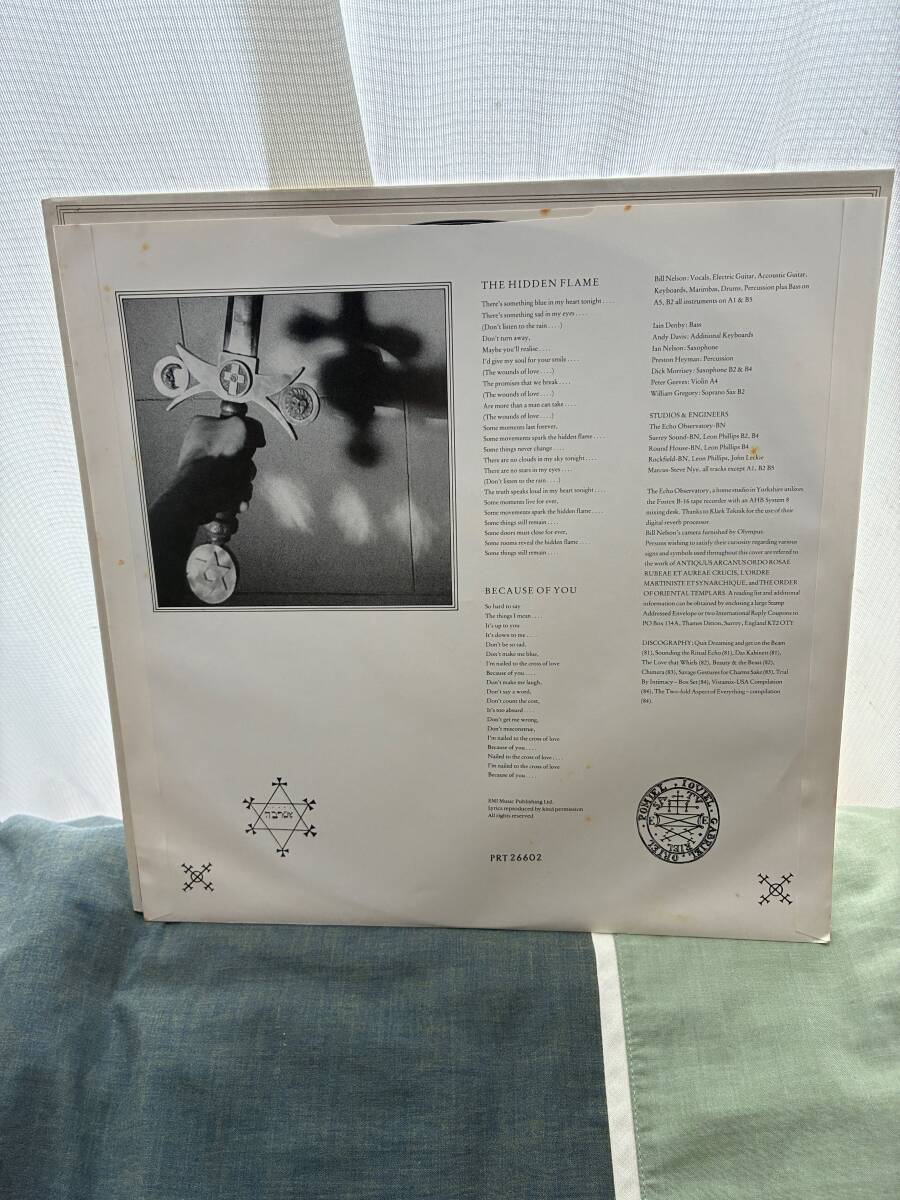 THE HIDDEN FLAME
There's something blue in my heart tonight . . . .
There's something sad in my eyes . . . .
(Don't listen to the rain . . . .)
Don't turn away,
Maybe you'll realise . . . .
I'd give my soul for your smile . . . .
(The wounds of love . . . .)
The promises that we break . . . .
(The wounds of love . . . .)
Are more than a man can take . . . .
(The wounds of love . . . .)
Some moments last forever,
Some movements spark the hidden flame . . . .
Some things never change . . . .
There are no clouds in my sky tonight . . . .
There are no stars in my eyes . . . .
(Don't listen to the rain . . . .)
The truth speaks loud in my heart tonight . . . .
Some moments live for ever,
Some movements spark the hidden flame . . . .
Some things still remain . . . .
Some doors must close for ever,
Some rooms reveal the hidden flame . . . .
Some things still remain . . . .
BECAUSE OF YOU
So hard to say
The things I mean . . . .
It's up to you
It's down to me . . . .
Don't be so sad,
Don't make me blue,
I'm nailed to the cross of love
Because of you . . . .
Don't make me laugh,
Don't say a word,
Don't count the cost,
It's too absurd . . . .
Don't get me wrong,
Don't misconstrue,
I'm nailed to the cross of love
Because of you . . . .
Nailed to the cross of love . . . .
I'm nailed to the cross of love
Because of you . . . .
EMI Music Publishing Ltd.
Lyrics reproduced by kind permission
All rights reserved
PRT 26602
Bill Nelson: Vocals, Electric Guitar, Accoustic Guitar,
Keyboards, Marimbas, Drums, Percussion plus Bass on
A5, B2 all instruments on A1 & B5
Iain Denby: Bass
Andy Davis: Additional Keyboards
Ian Nelson: Saxophone
Preston Heyman: Percussion
Dick Morrisey: Saxophone B2 & B4
Peter Greeves: Violin A4
William Gregory: Soprano Sax B2
STUDIOS & ENGINEERS
The Echo Observatory-BN
Surrey Sound-BN, Leon Phillips B2, B4
Round House-BN, Leon Phillips B4
Rockfield-BN, Leon Phillips, John Leckie
Marcus-Steve Nye, all tracks except A1, B2 B5
The Echo Observatory, a home studio in Yorkshire utilizes
the Fostex B-16 tape recorder with an AHB System 8
mixing desk. Thanks to Klark Teknik for the use of their
digital reverb processor.
Bill Nelson's camera furnished by Olympus.
Persons wishing to satisfy their curiosity regarding various
signs and symbols used throughout this cover are refered to
the work of ANTIQUUS ARCANUS ORDO ROSAE
RUBEAE ET AUREAE CRUCIS, L'ORDRE
MARTINISTE ET SYNARCHIQUE, and THE ORDER
OF ORIENTAL TEMPLARS. A reading list and additional
information can be obtained by enclosing a large Stamp
Addressed Envelope or two International Reply Coupons to
PO Box 134A, Thames Ditton, Surrey, England KT2 OTY
DISCOGRAPHY: Quit Dreaming and get on the Beam
(81), Sounding the Ritual Echo (81), Das Kabinett (81),
The Love that Whirls (82), Beauty & the Beast (82),
Chimera (83), Savage Gestures for Charms Sake (83), Trial
By Intimacy – Box Set (84), Vistamix-USA Compilation
(84), The Two-fold Aspect of Everything – compilation
(84).
POMIEL . IOVIEL . GABRIEL . ORIEL